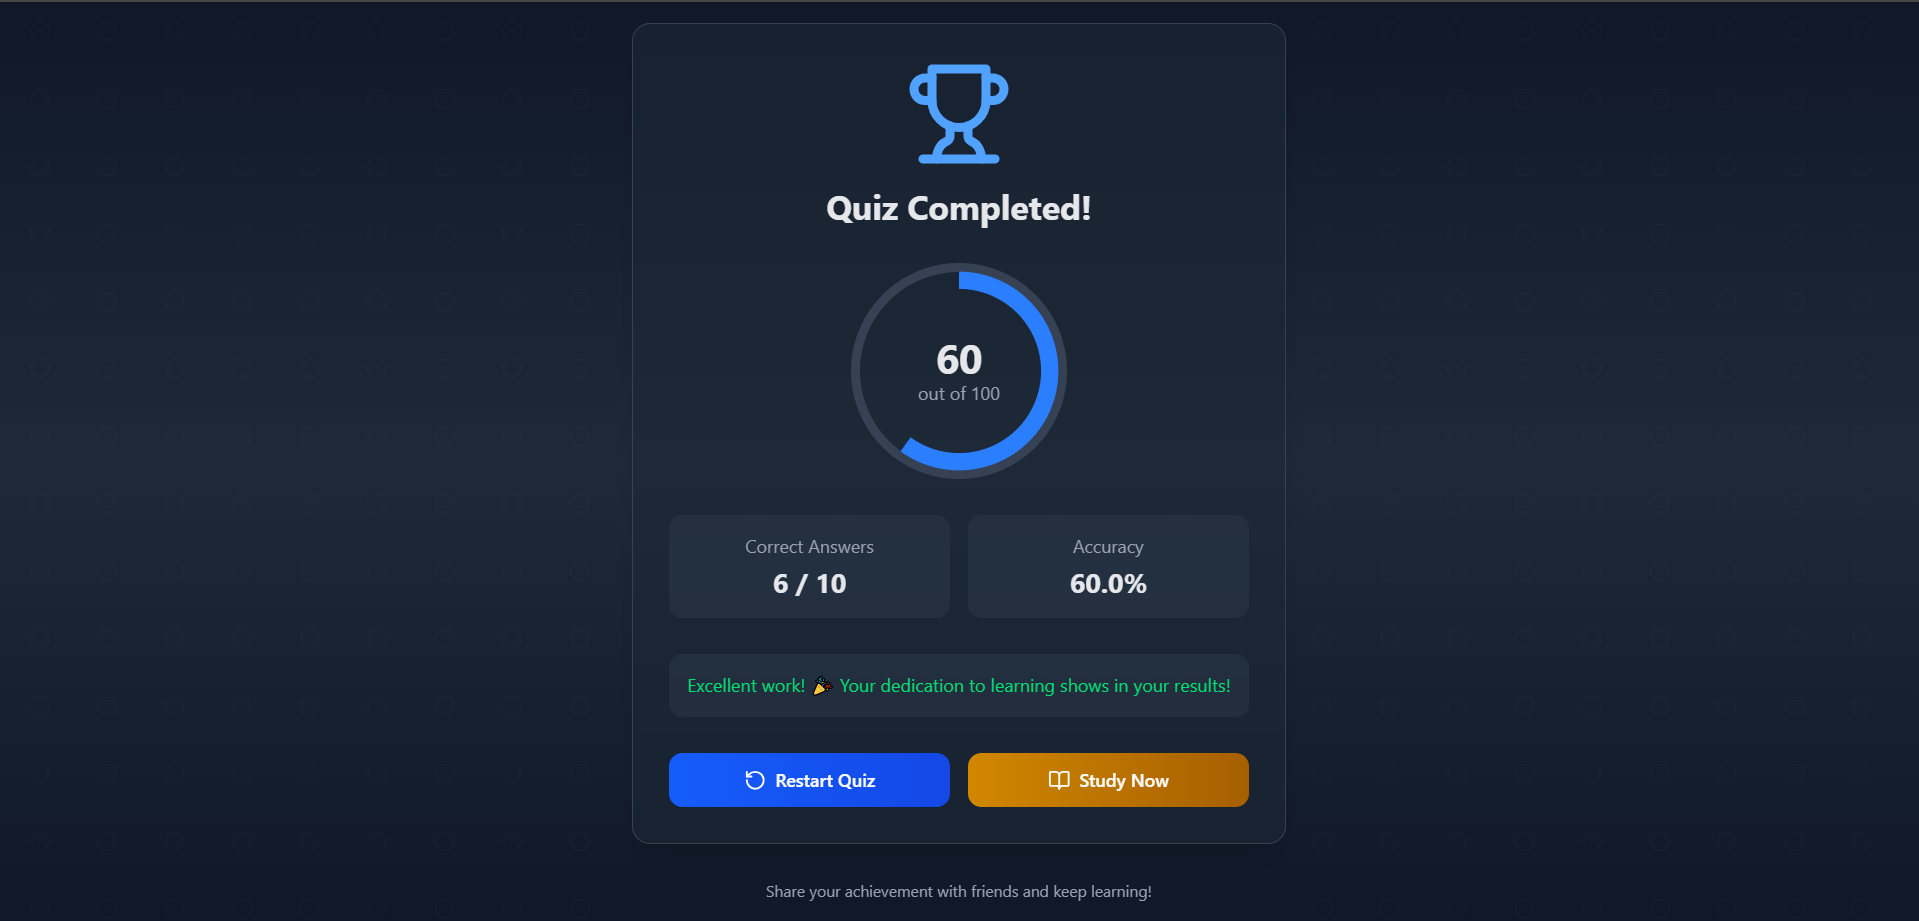 Quiz Completed!
60
out of 100
Correct Answers
6 / 10
Accuracy
60.0%
Excellent work! 🎉 Your dedication to learning shows in your results!
Restart Quiz
Study Now
Share your achievement with friends and keep learning!